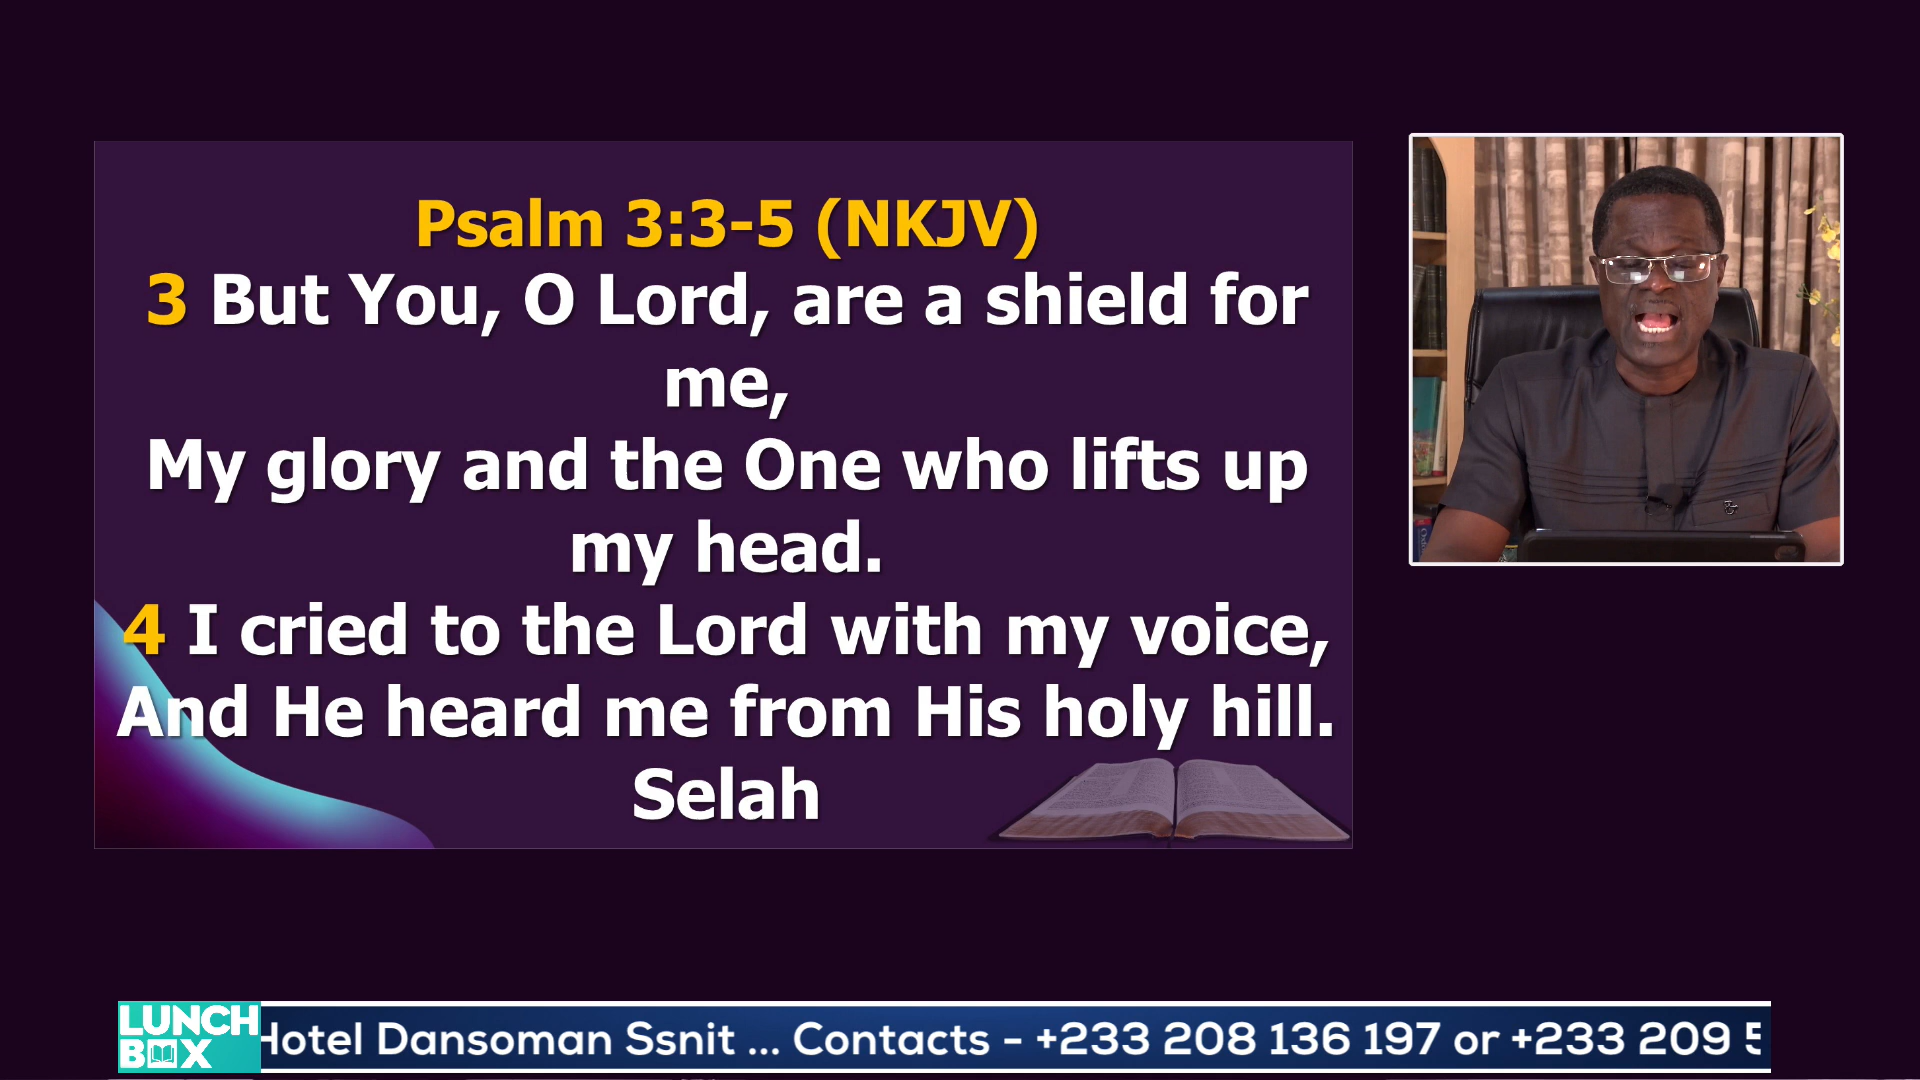 Psalm 3:3-5 (NKJV)
3 But You, O Lord, are a shield for
me,
My glory and the One who lifts up
my head.
4 I cried to the Lord with my voice,
And He heard me from His holy hill.
Selah
LUNCH
BOX
Hotel Dansoman Ssnit ... Contacts - +233 208 136 197 or +233 209